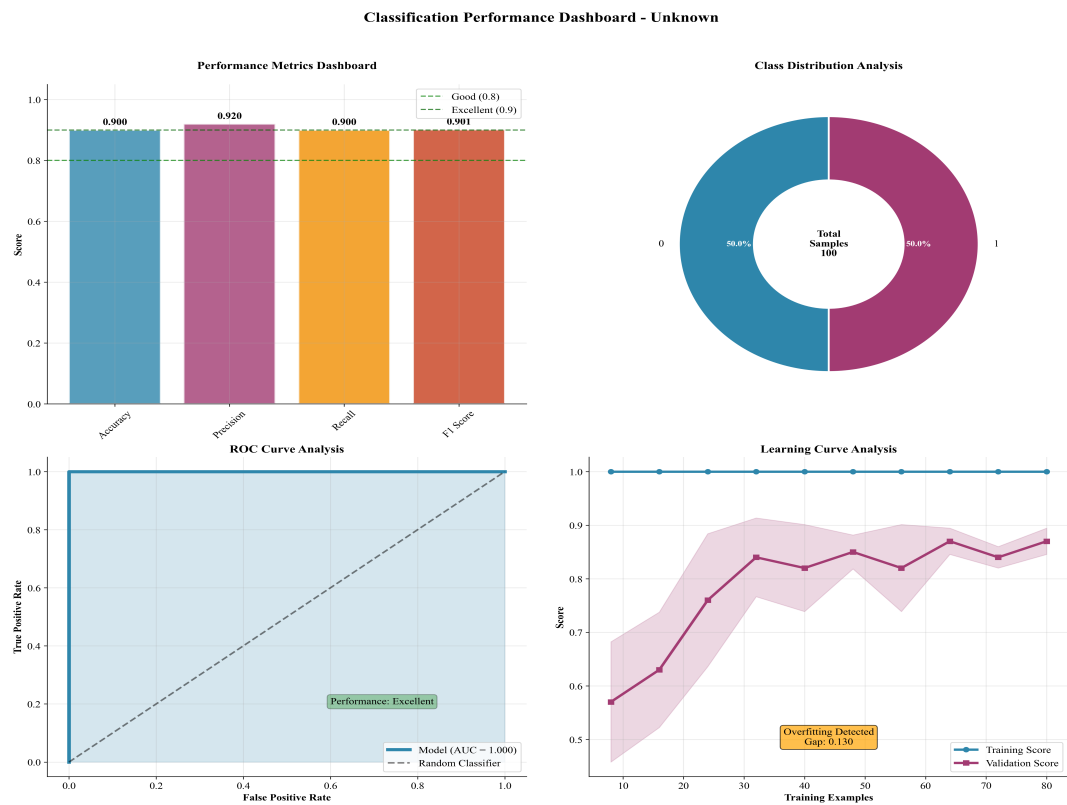 Classification Performance Dashboard - Unknown
Performance Metrics Dashboard
Good (0.8)
Excellent (0.9)
0.900
0.920
0.900
0.901
1.0
0.8
0.6
0.4
0.2
0.0
Score
Accuracy
Precision
Recall
F1 Score
Class Distribution Analysis
0
50.0%
Total
Samples
100
50.0%
1
ROC Curve Analysis
1.0
0.8
0.6
0.4
0.2
0.0
True Positive Rate
Performance: Excellent
Model (AUC = 1.000)
Random Classifier
0.0
0.2
0.4
0.6
0.8
1.0
False Positive Rate
Learning Curve Analysis
1.0
0.9
0.8
0.7
0.6
0.5
Score
Overfitting Detected
Gap: 0.130
Training Score
Validation Score
10
20
30
40
50
60
70
80
Training Examples